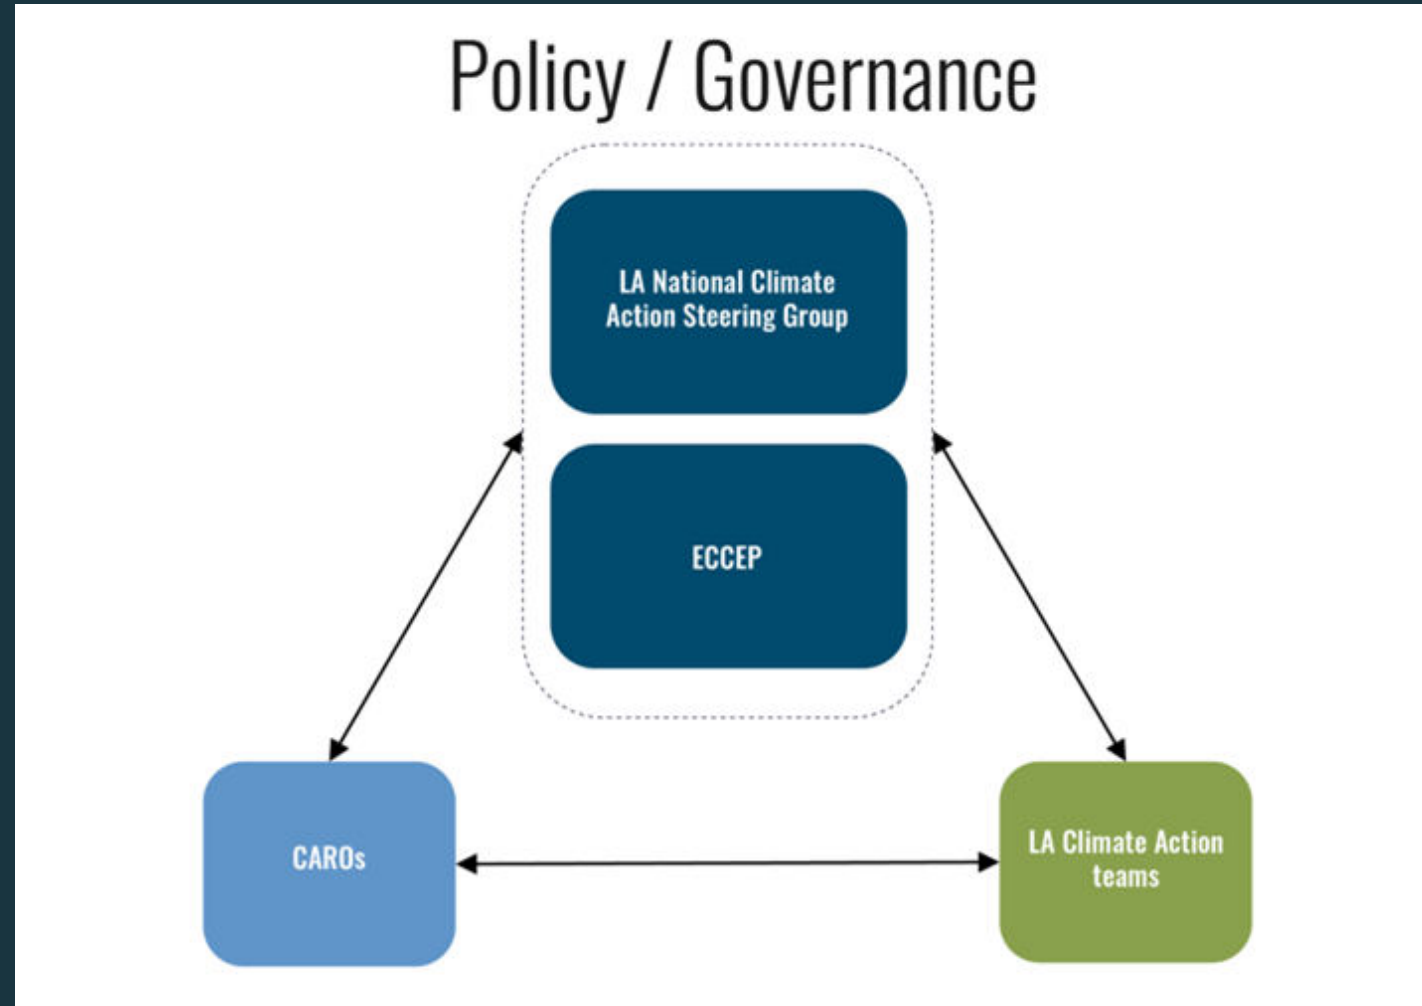 Policy / Governance
LA National Climate
Action Steering Group
ECCEP
CAROs
LA Climate Action
teams